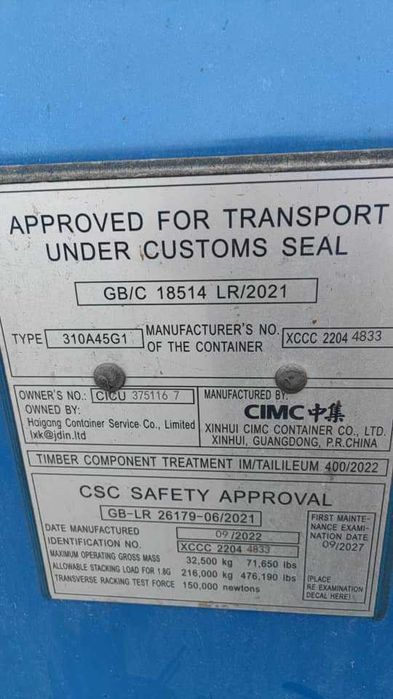 APPROVED FOR TRANSPORT
UNDER CUSTOMS SEAL
GB/C 18514 LR/2021
TYPE 310A45G1 MANUFACTURER'S NO. OF THE CONTAINER XCCC 2204 4833
OWNER'S NO.: CICU 375116 7
OWNED BY:
Haigang Container Service Co., Limited
lxk@jdin.ltd
MANUFACTURED BY:
CIMC中集
XINHUI CIMC CONTAINER CO., LTD.
XINHUI, GUANGDONG, P.R.CHINA
TIMBER COMPONENT TREATMENT IM/TAILILEUM 400/2022
CSC SAFETY APPROVAL
GB-LR 26179-06/2021
DATE MANUFACTURED 09/2022
IDENTIFICATION NO. XCCC 2204 4833
MAXIMUM OPERATING GROSS MASS 32,500 kg 71,650 lbs
ALLOWABLE STACKING LOAD FOR 1.8G 216,000 kg 476,190 lbs
TRANSVERSE RACKING TEST FORCE 150,000 newtons
FIRST MAINTE-
NANCE EXAMI-
NATION DATE
09/2027
(PLACE
RE EXAMINATION
DECAL HERE)